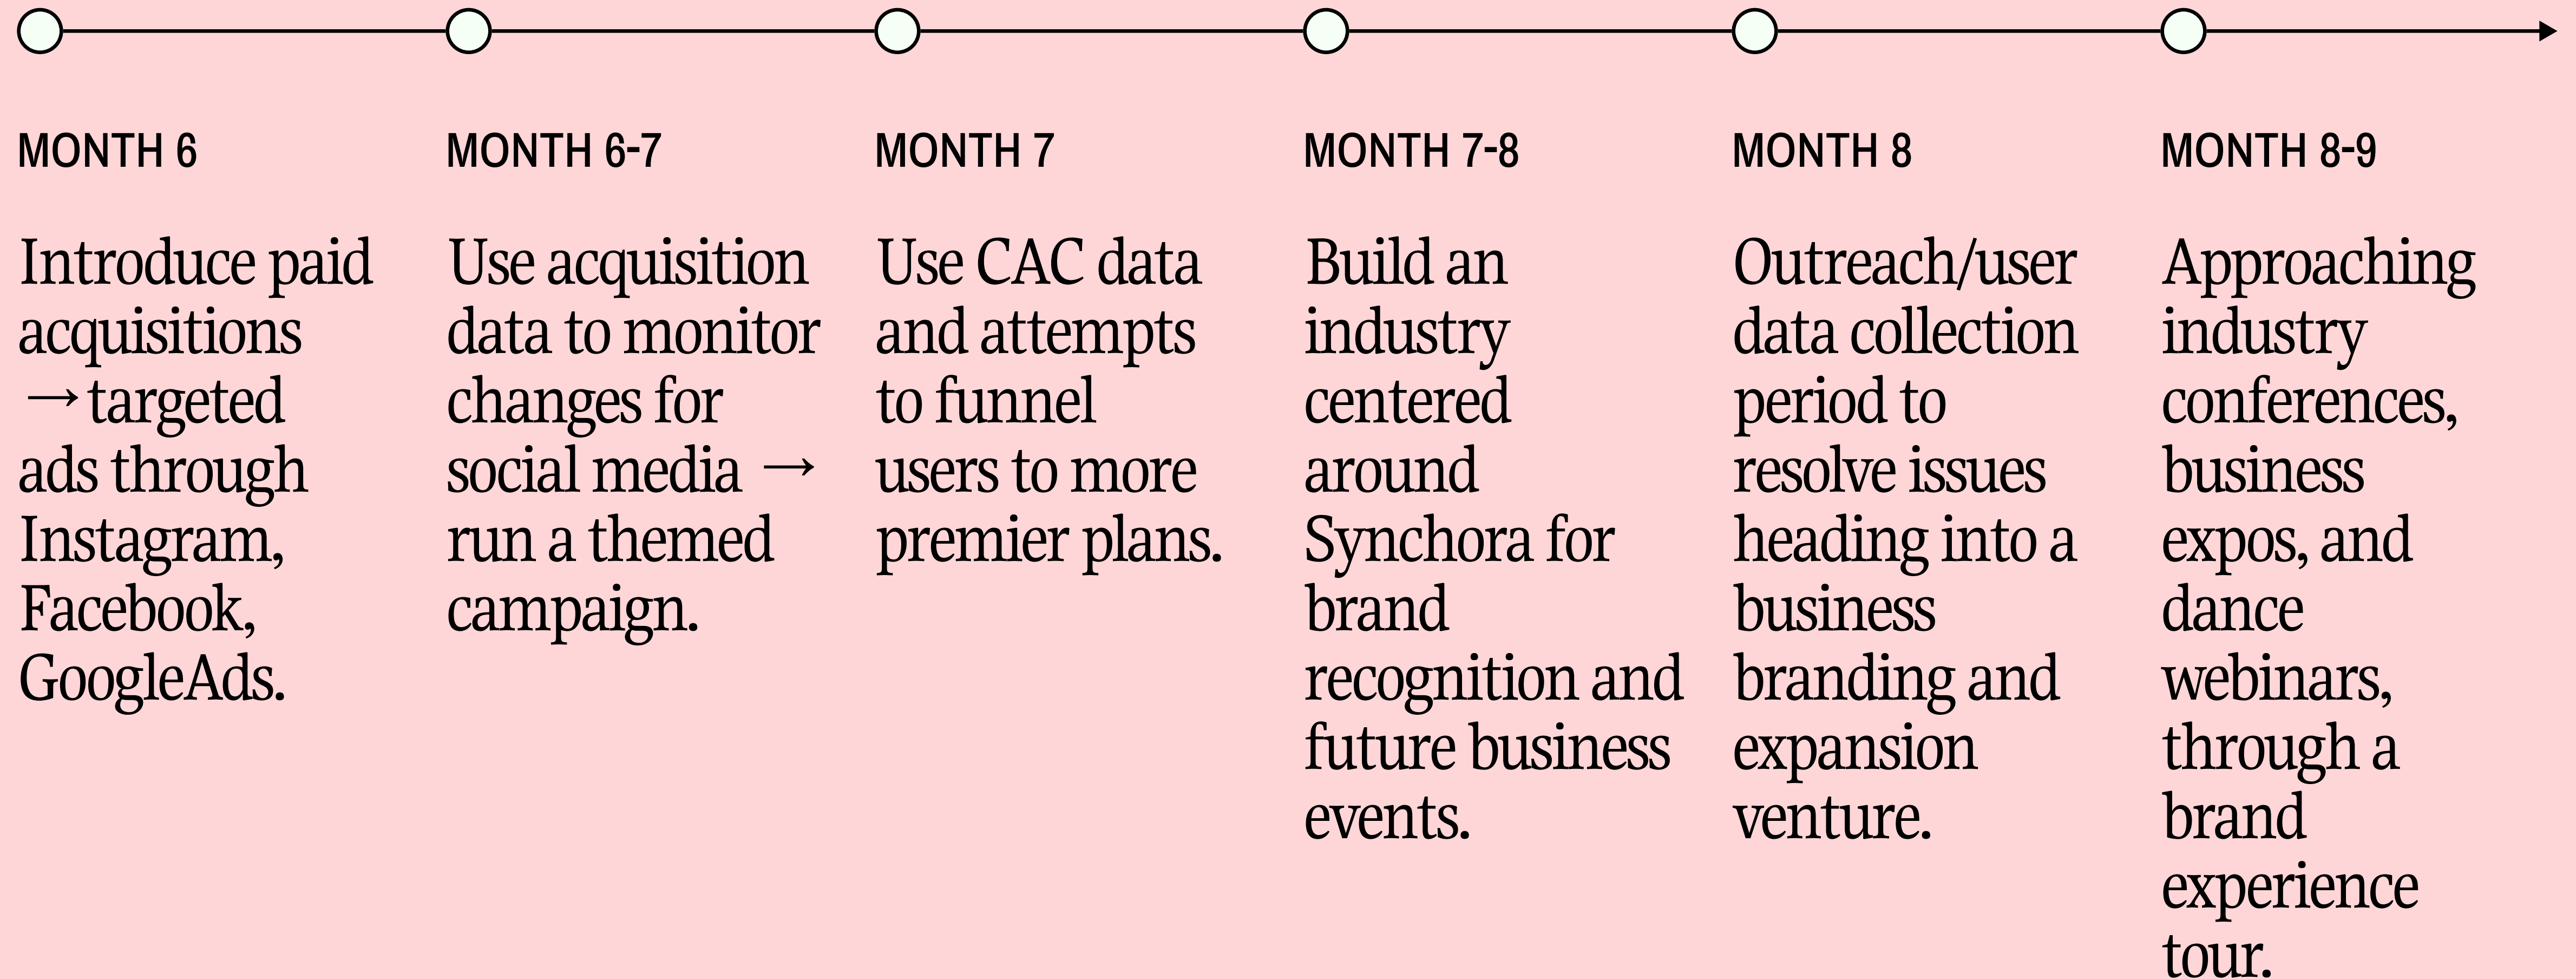 MONTH 6
Introduce paid
acquisitions
→targeted
ads through
Instagram,
Facebook,
GoogleAds.
MONTH 6-7
Use acquisition
data to monitor
changes for
social media →
run a themed
campaign.
MONTH 7
Use CAC data
and attempts
to funnel
users to more
premier plans.
MONTH 7-8
Build an
industry
centered
around
Synchora for
brand
recognition and
future business
events.
MONTH 8
Outreach/user
data collection
period to
resolve issues
heading into a
business
branding and
expansion
venture.
MONTH 8-9
Approaching
industry
conferences,
business
expos, and
dance
webinars,
through a
brand
experience
tour.